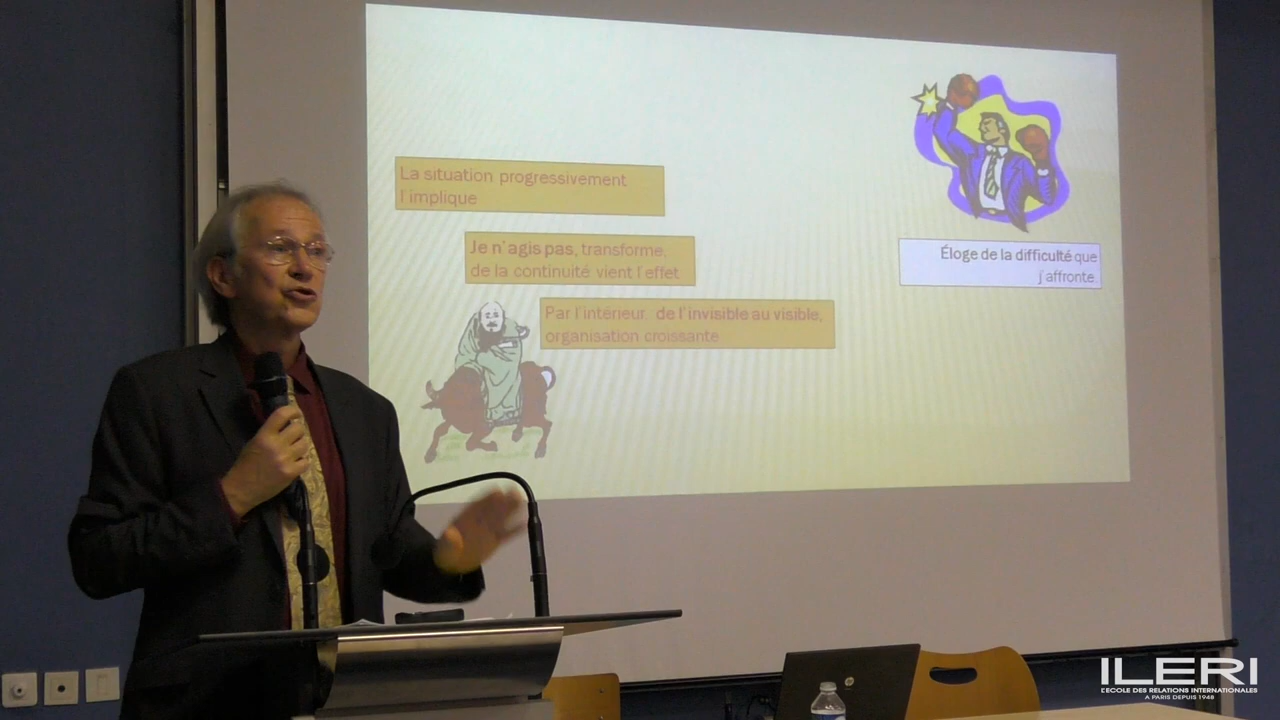 La situation progressivement
l'implique
Je n'agis pas, transforme,
de la continuité vient l'effet
Par l'intérieur: de l'invisible au visible,
organisation croissante
Éloge de la difficulté que
j'affronte.
ILERI
L'ÉCOLE DES RELATIONS INTERNATIONALES
A PARIS DEPUIS 1948